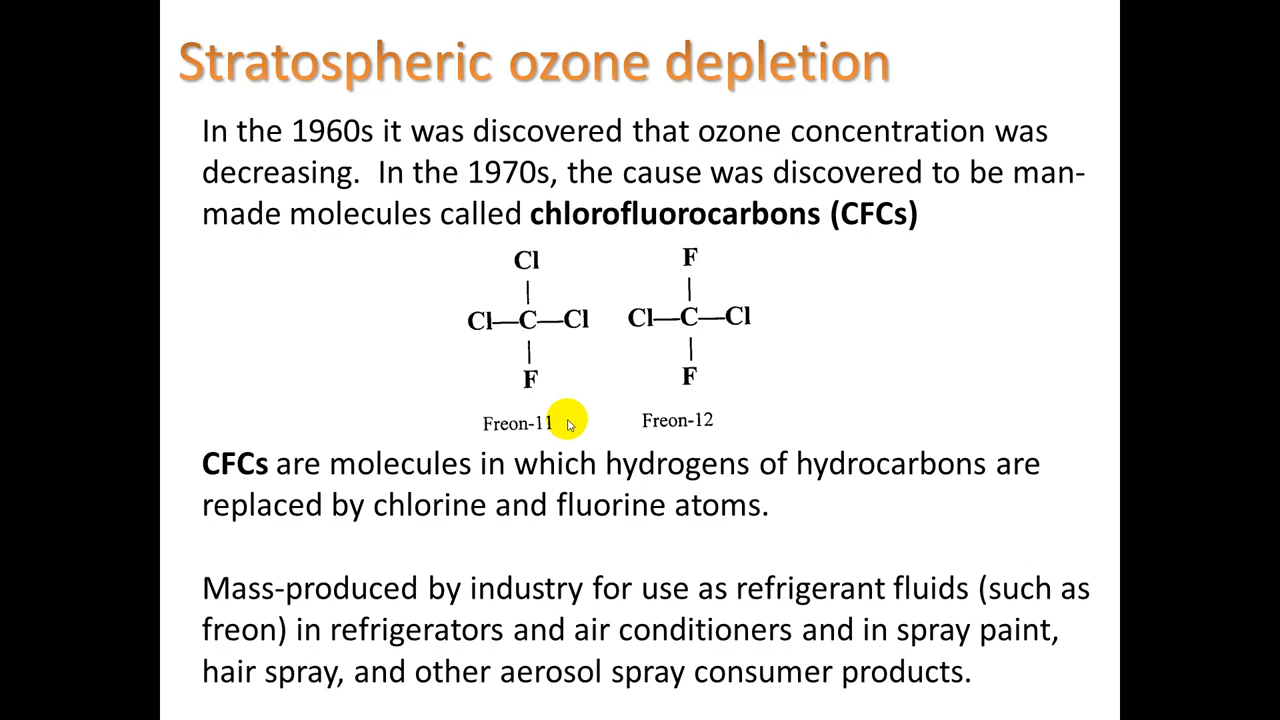 Stratospheric ozone depletion
In the 1960s it was discovered that ozone concentration was
decreasing.  In the 1970s, the cause was discovered to be man-
made molecules called chlorofluorocarbons (CFCs)
Cl F
| |
Cl—C—Cl Cl—C—Cl
| |
F F
Freon-11 Freon-12
CFCs are molecules in which hydrogens of hydrocarbons are
replaced by chlorine and fluorine atoms.
Mass-produced by industry for use as refrigerant fluids (such as
freon) in refrigerators and air conditioners and in spray paint,
hair spray, and other aerosol spray consumer products.